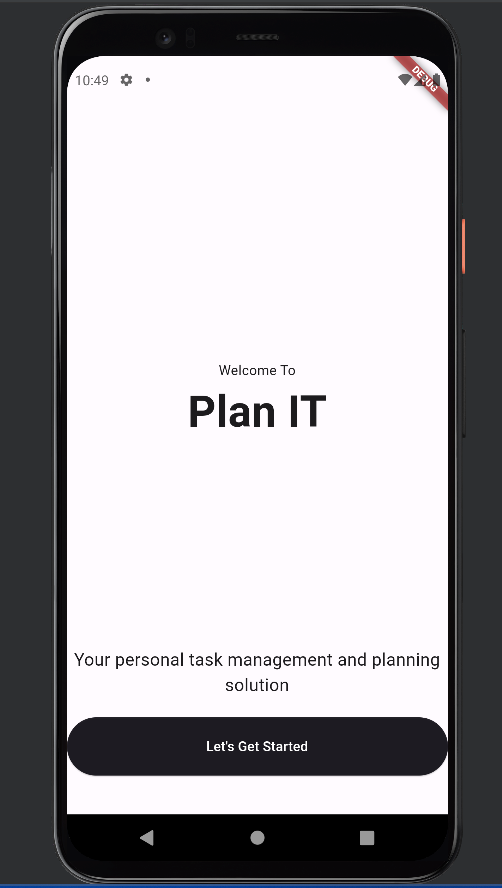 10:49
DEBUG
Welcome To
Plan IT
Your personal task management and planning
solution
Let's Get Started